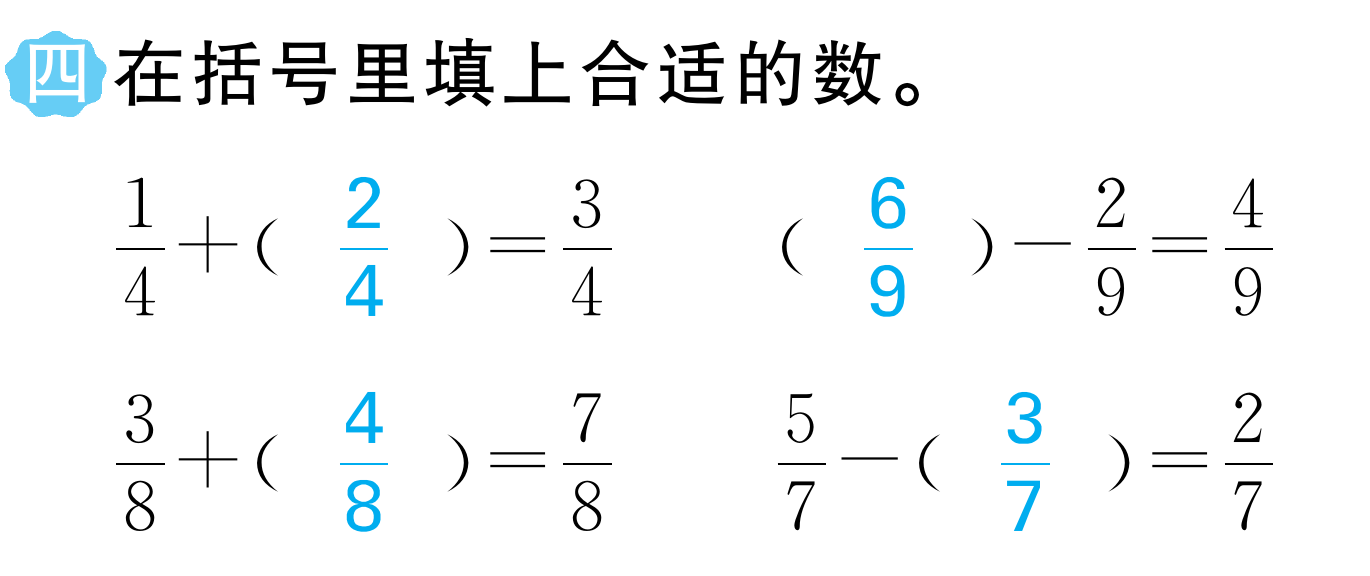 四 在括号里填上合适的数。
1/4 + ( 2/4 ) = 3/4 ( 6/9 ) − 2/9 = 4/9
3/8 + ( 4/8 ) = 7/8 5/7 − ( 3/7 ) = 2/7